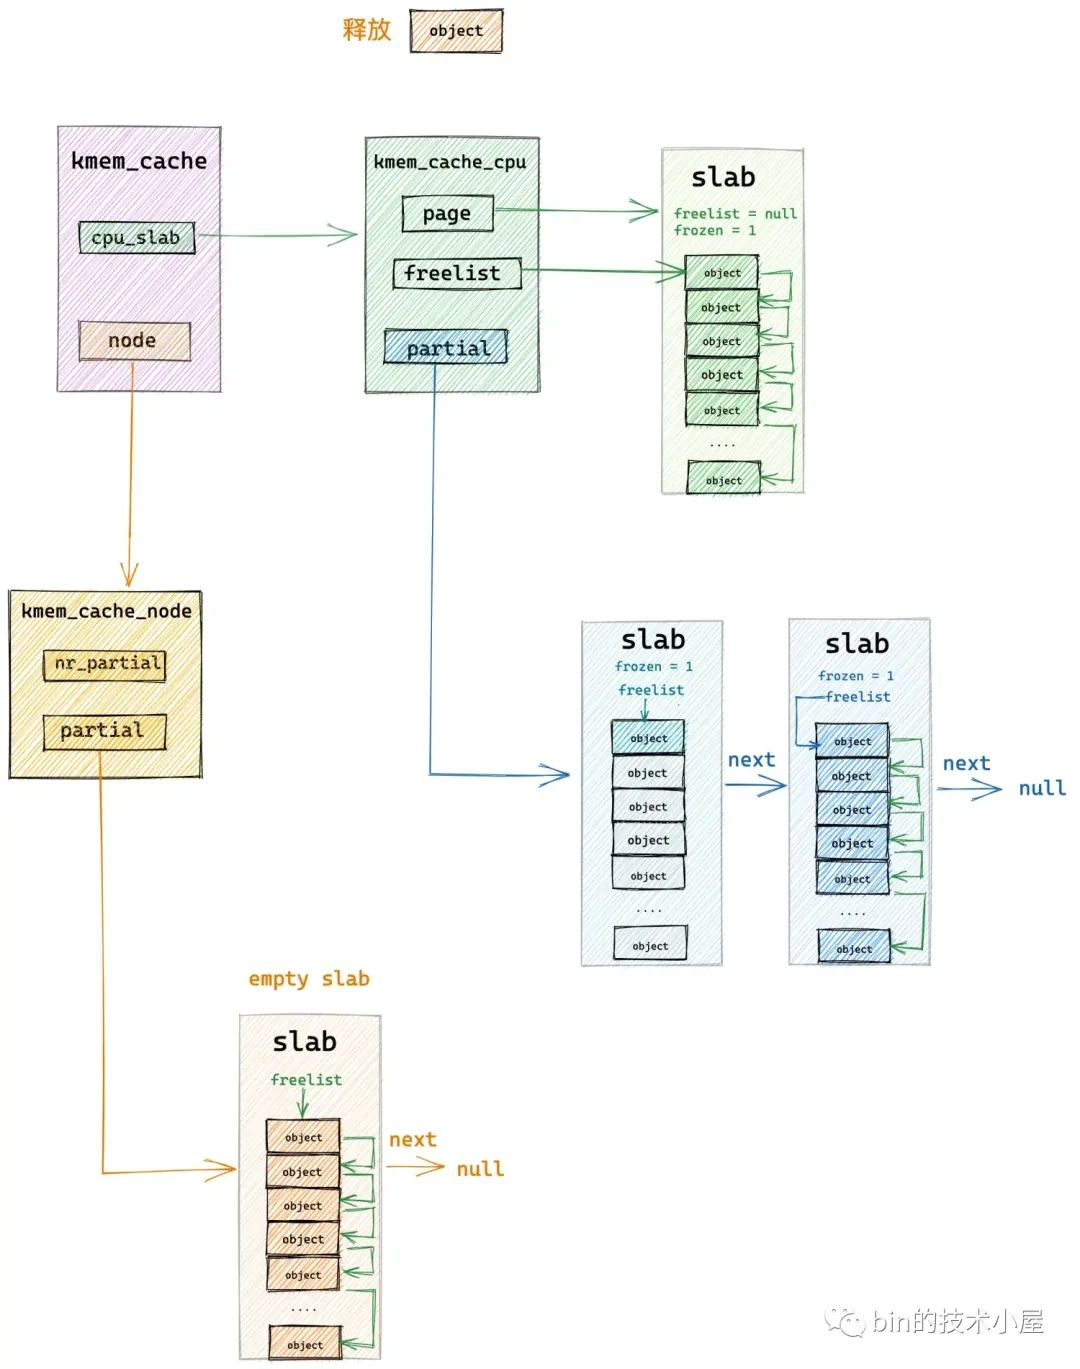 释放
object
kmem_cache
cpu_slab
node
kmem_cache_cpu
page
freelist
partial
slab
freelist = null
frozen = 1
object
object
object
object
object
....
object
kmem_cache_node
nr_partial
partial
slab
frozen = 1
freelist
object
object
object
object
object
....
object
next
slab
frozen = 1
freelist
object
object
object
object
object
....
object
next
null
empty slab
slab
freelist
object
object
object
object
object
....
object
next
null
bin的技术小屋